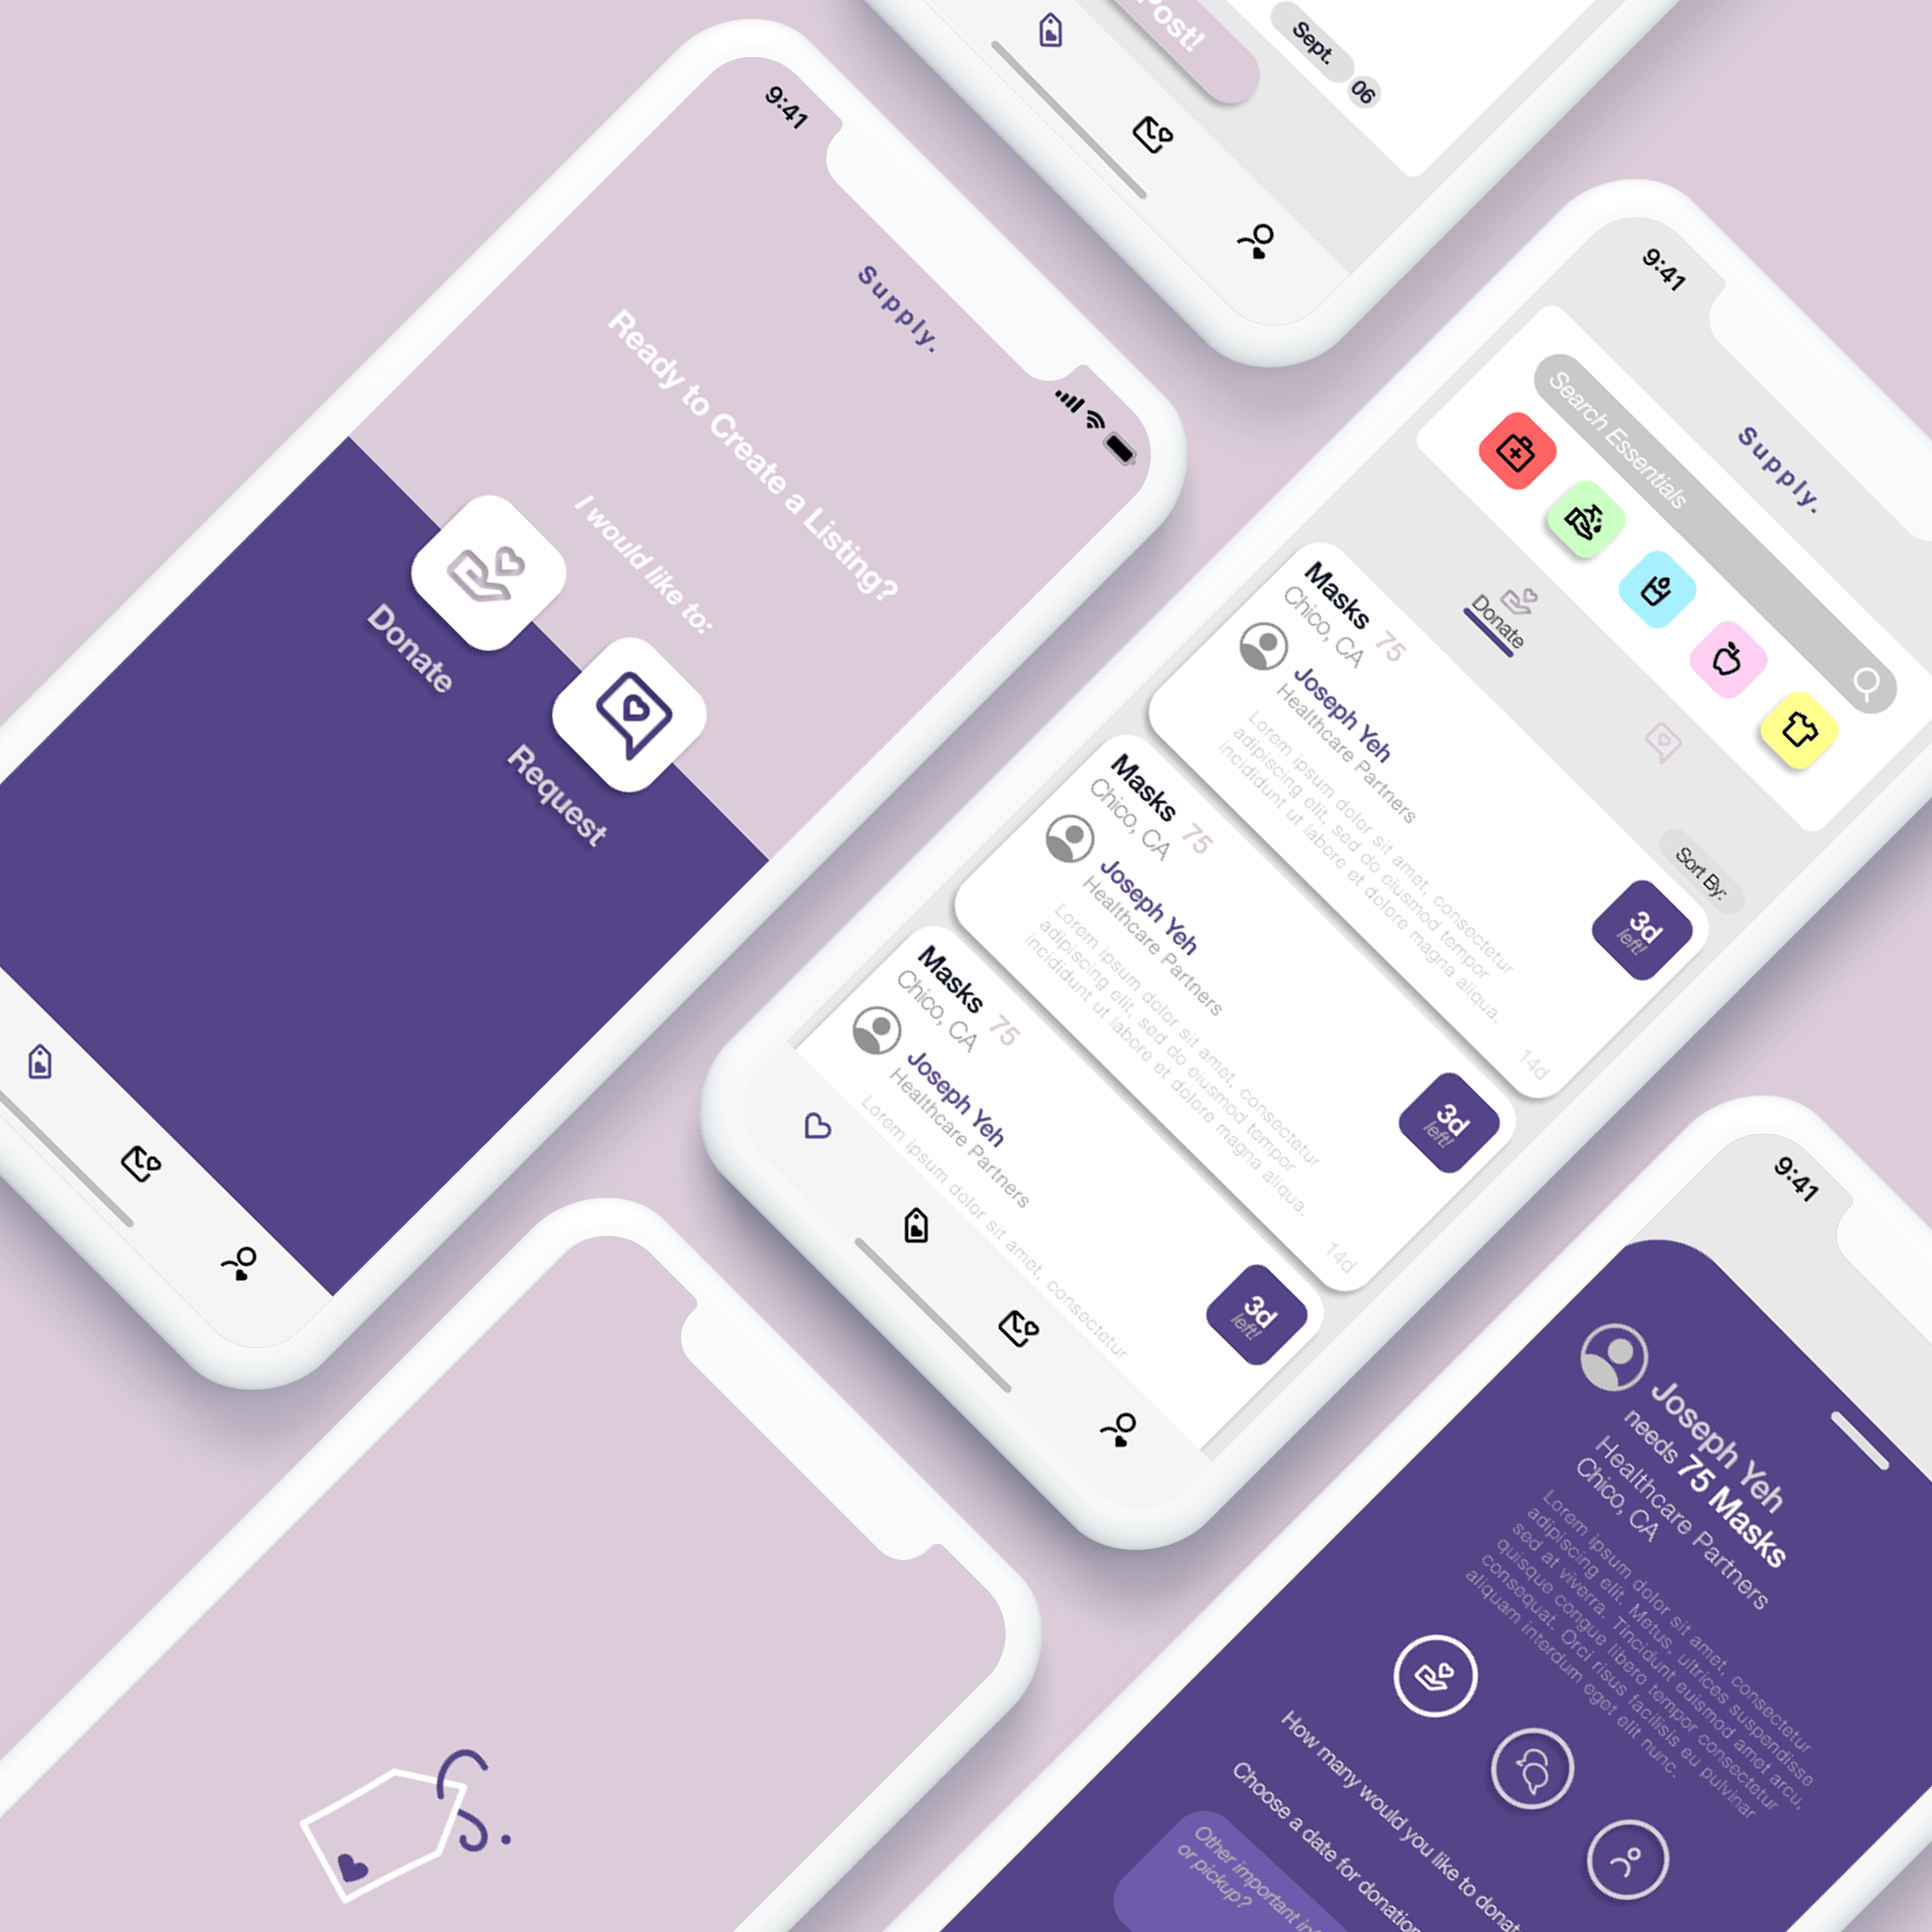 Post!
Sept.
06
9:41
Supply.
Ready to Create a Listing?
I would like to:
Donate
Request
9:41
Supply.
Search Essentials
Donate
Sort By:
Masks 75
Chico, CA
Joseph Yeh
Healthcare Partners
Lorem ipsum dolor sit amet, consectetur
adipiscing elit, sed do eiusmod tempor
incididunt ut labore et dolore magna aliqua.
3d
left!
14d
Masks 75
Chico, CA
Joseph Yeh
Healthcare Partners
Lorem ipsum dolor sit amet, consectetur
adipiscing elit, sed do eiusmod tempor
incididunt ut labore et dolore magna aliqua.
3d
left!
14d
Masks 75
Chico, CA
Joseph Yeh
Healthcare Partners
Lorem ipsum dolor sit amet, consectetur
3d
left!
9:41
Joseph Yeh
needs 75 Masks
Healthcare Partners
Chico, CA
Lorem ipsum dolor sit amet, consectetur
adipiscing elit. Metus, ultrices suspendisse
sed at viverra. Tincidunt euismod amet arcu,
quisque congue libero tempor consectetur
consequat. Orci risus facilisis eu pulvinar
aliquam interdum eget elit nunc.
How many would you like to donat
Choose a date for donation
Other important inf
or pickup?